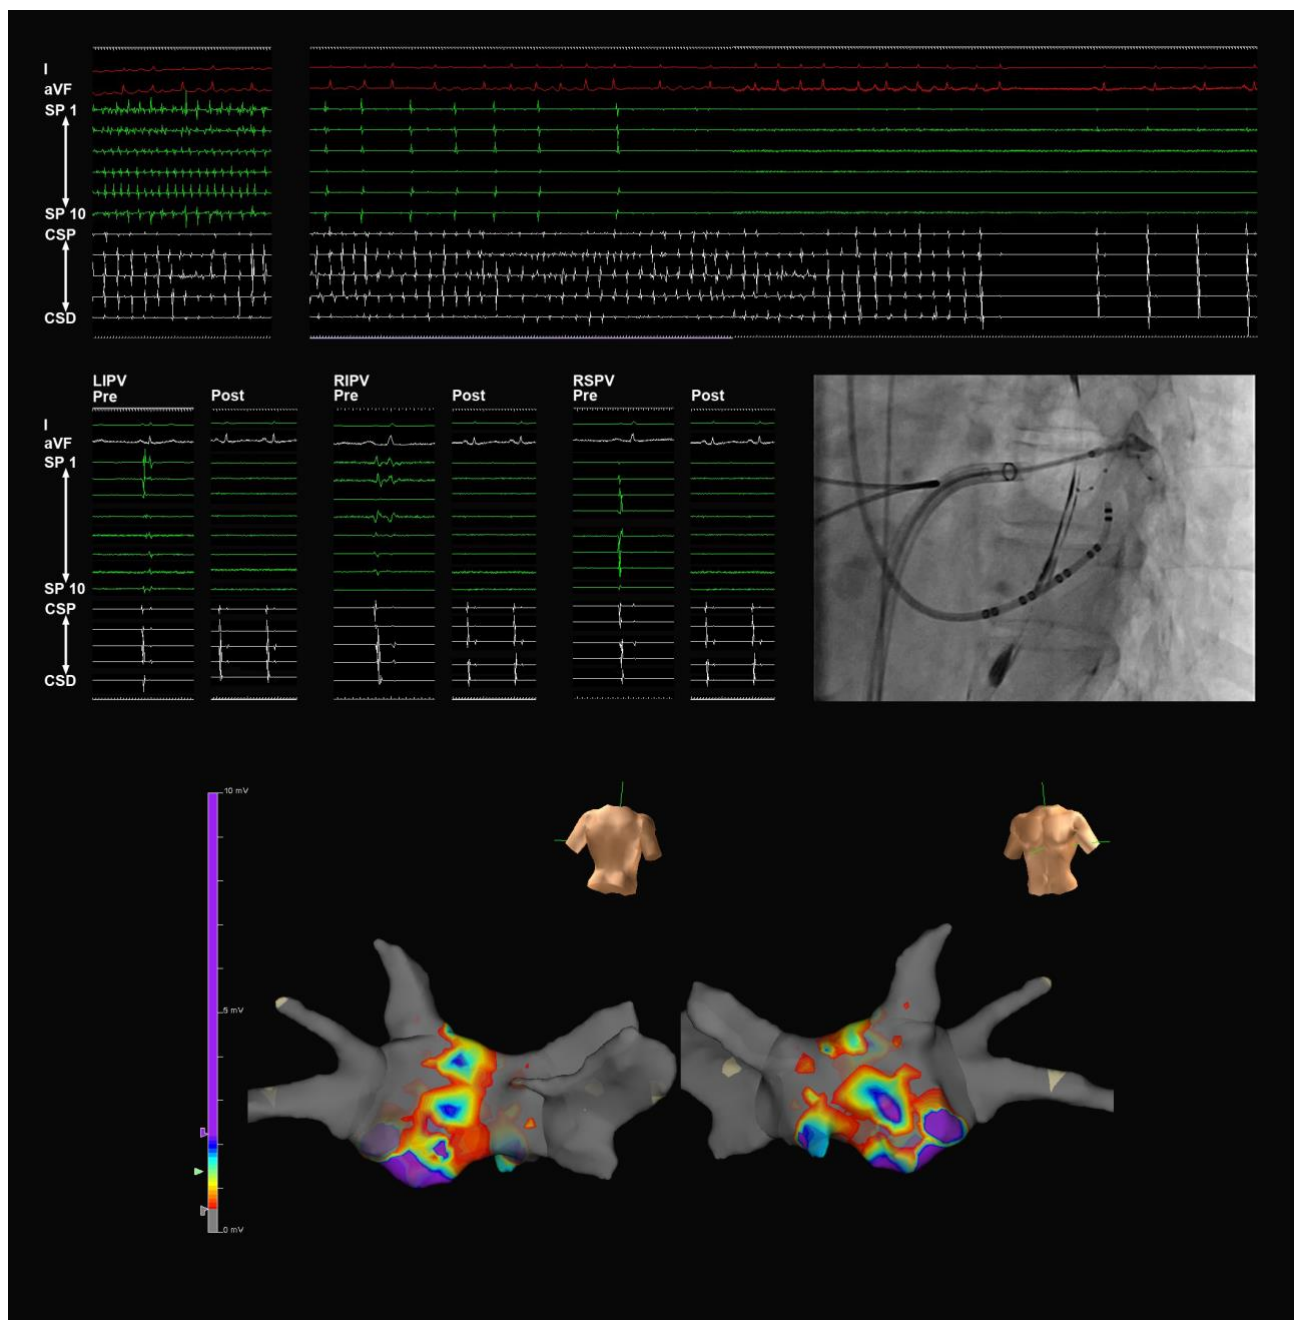 I
aVF
SP 1
SP 10
CSP
CSD
LIPV
Pre
Post
RIPV
Pre
Post
RSPV
Pre
Post
I
aVF
SP 1
SP 10
CSP
CSD
10 mV
5 mV
0 mV